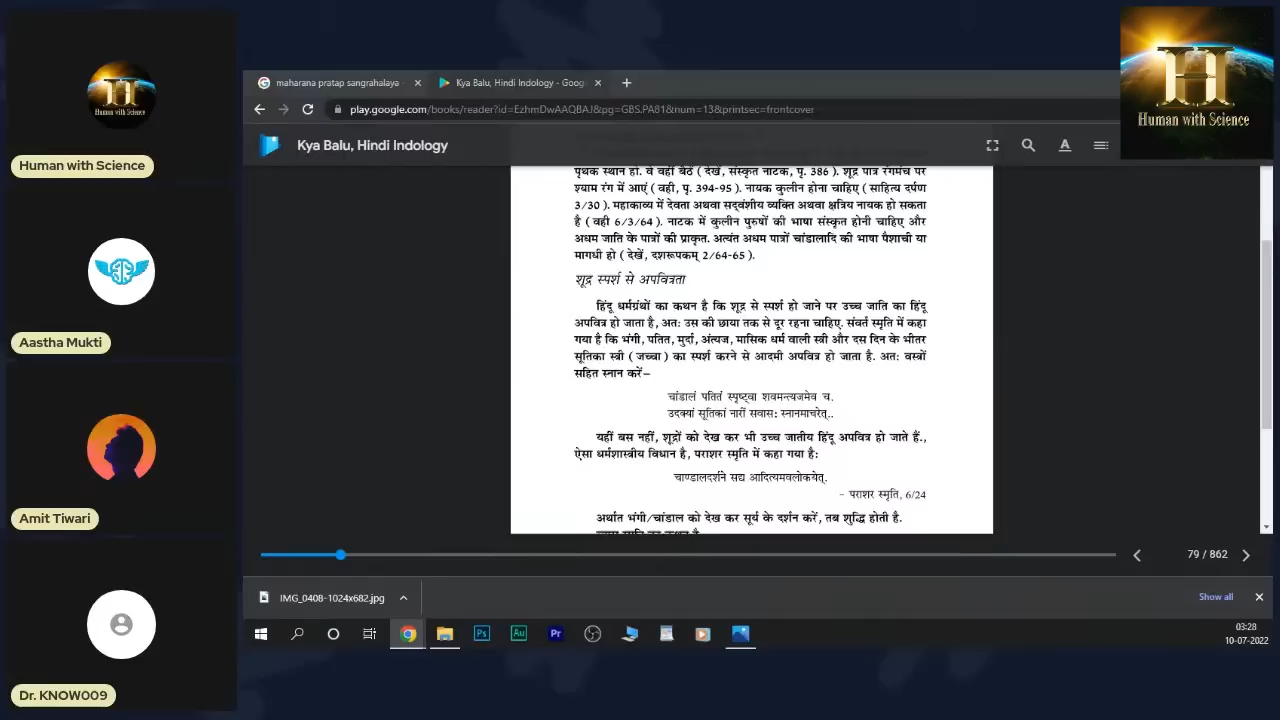 Human with Science
Human with Science
Aastha Mukti
Amit Tiwari
Dr. KNOW009
maharana pratap sangrahalaya
Kya Balu, Hindi Indology - Goog
play.google.com/books/reader?id=EzhmDwAAQBAJ&pg=GBS.PA81&num=13&printsec=frontcover
Human with Science
Kya Balu, Hindi Indology
पृथक स्थान हो. वे वहीं बैठें ( देखें, संस्कृत नाटक, पृ. 386 ). शूद्र पात्र रंगमंच पर
श्याम रंग में आएं ( वही, पृ. 394-95 ). नायक कुलीन होना चाहिए ( साहित्य दर्पण
3/30 ). महाकाव्य में देवता अथवा सद्वंशीय व्यक्ति अथवा क्षत्रिय नायक हो सकता
है ( वही 6/3/64 ). नाटक में कुलीन पुरुषों की भाषा संस्कृत होनी चाहिए और
अधम जाति के पात्रों की प्राकृत. अत्यंत अधम पात्रों चांडालादि की भाषा पैशाची या
मागधी हो ( देखें, दशरूपकम् 2/64-65 ).
शूद्र स्पर्श से अपवित्रता
हिंदू धर्मग्रंथों का कथन है कि शूद्र से स्पर्श हो जाने पर उच्च जाति का हिंदू
अपवित्र हो जाता है, अतः उस की छाया तक से दूर रहना चाहिए. संवर्त स्मृति में कहा
गया है कि भंगी, पतित, मुर्दा, अंत्यज, मासिक धर्म वाली स्त्री और दस दिन के भीतर
सूतिका स्त्री ( जच्चा ) का स्पर्श करने से आदमी अपवित्र हो जाता है. अतः वस्त्रों
सहित स्नान करें–
चांडालं पतितं स्पृष्ट्वा शवमन्त्यजमेव च.
उदक्यां सूतिकां नारीं सवासः स्नानमाचरेत्..
यहीं बस नहीं, शूद्रों को देख कर भी उच्च जातीय हिंदू अपवित्र हो जाते हैं.,
ऐसा धर्मशास्त्रीय विधान है, पराशर स्मृति में कहा गया है:
चाण्डालदर्शने सद्य आदित्यमवलोकयेत्.
- पराशर स्मृति, 6/24
अर्थात भंगी/चांडाल को देख कर सूर्य के दर्शन करें, तब शुद्धि होती है.
79 / 862
IMG_0408-1024x682.jpg
Show all
Ps
Au
Pr
03:28
10-07-2022